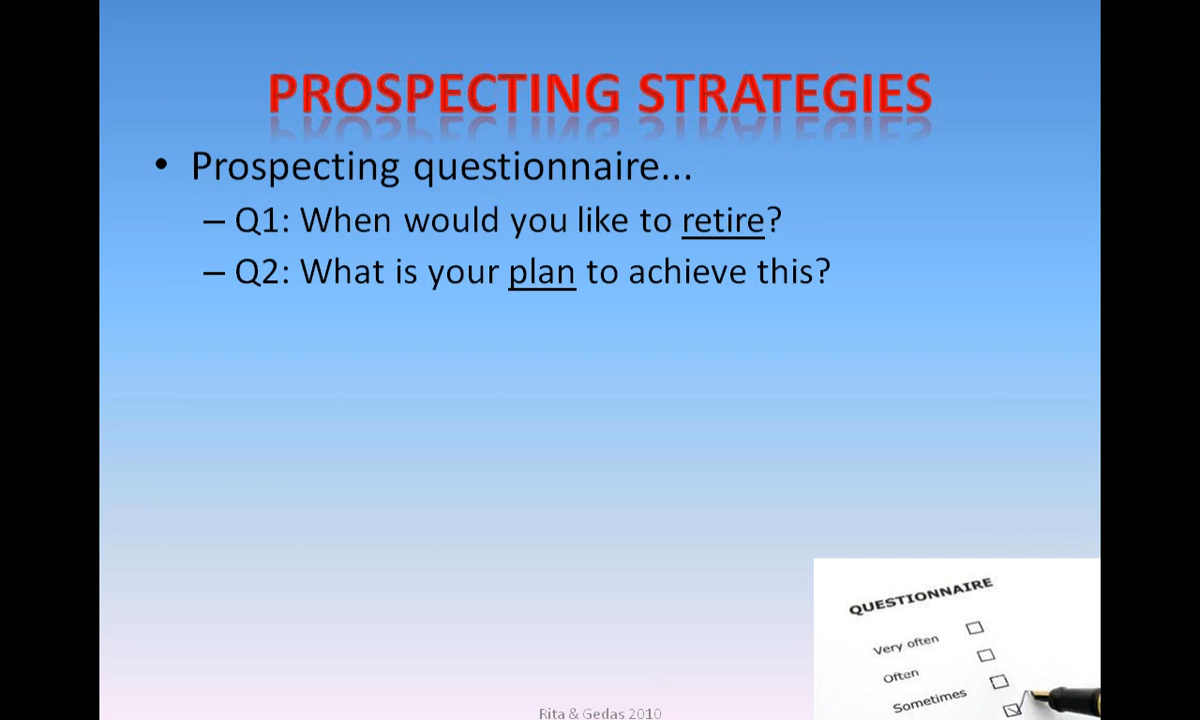 PROSPECTING STRATEGIES
• Prospecting questionnaire...
– Q1: When would you like to retire?
– Q2: What is your plan to achieve this?
QUESTIONNAIRE
Very often
Often
Sometimes
Rita & Gedas 2010